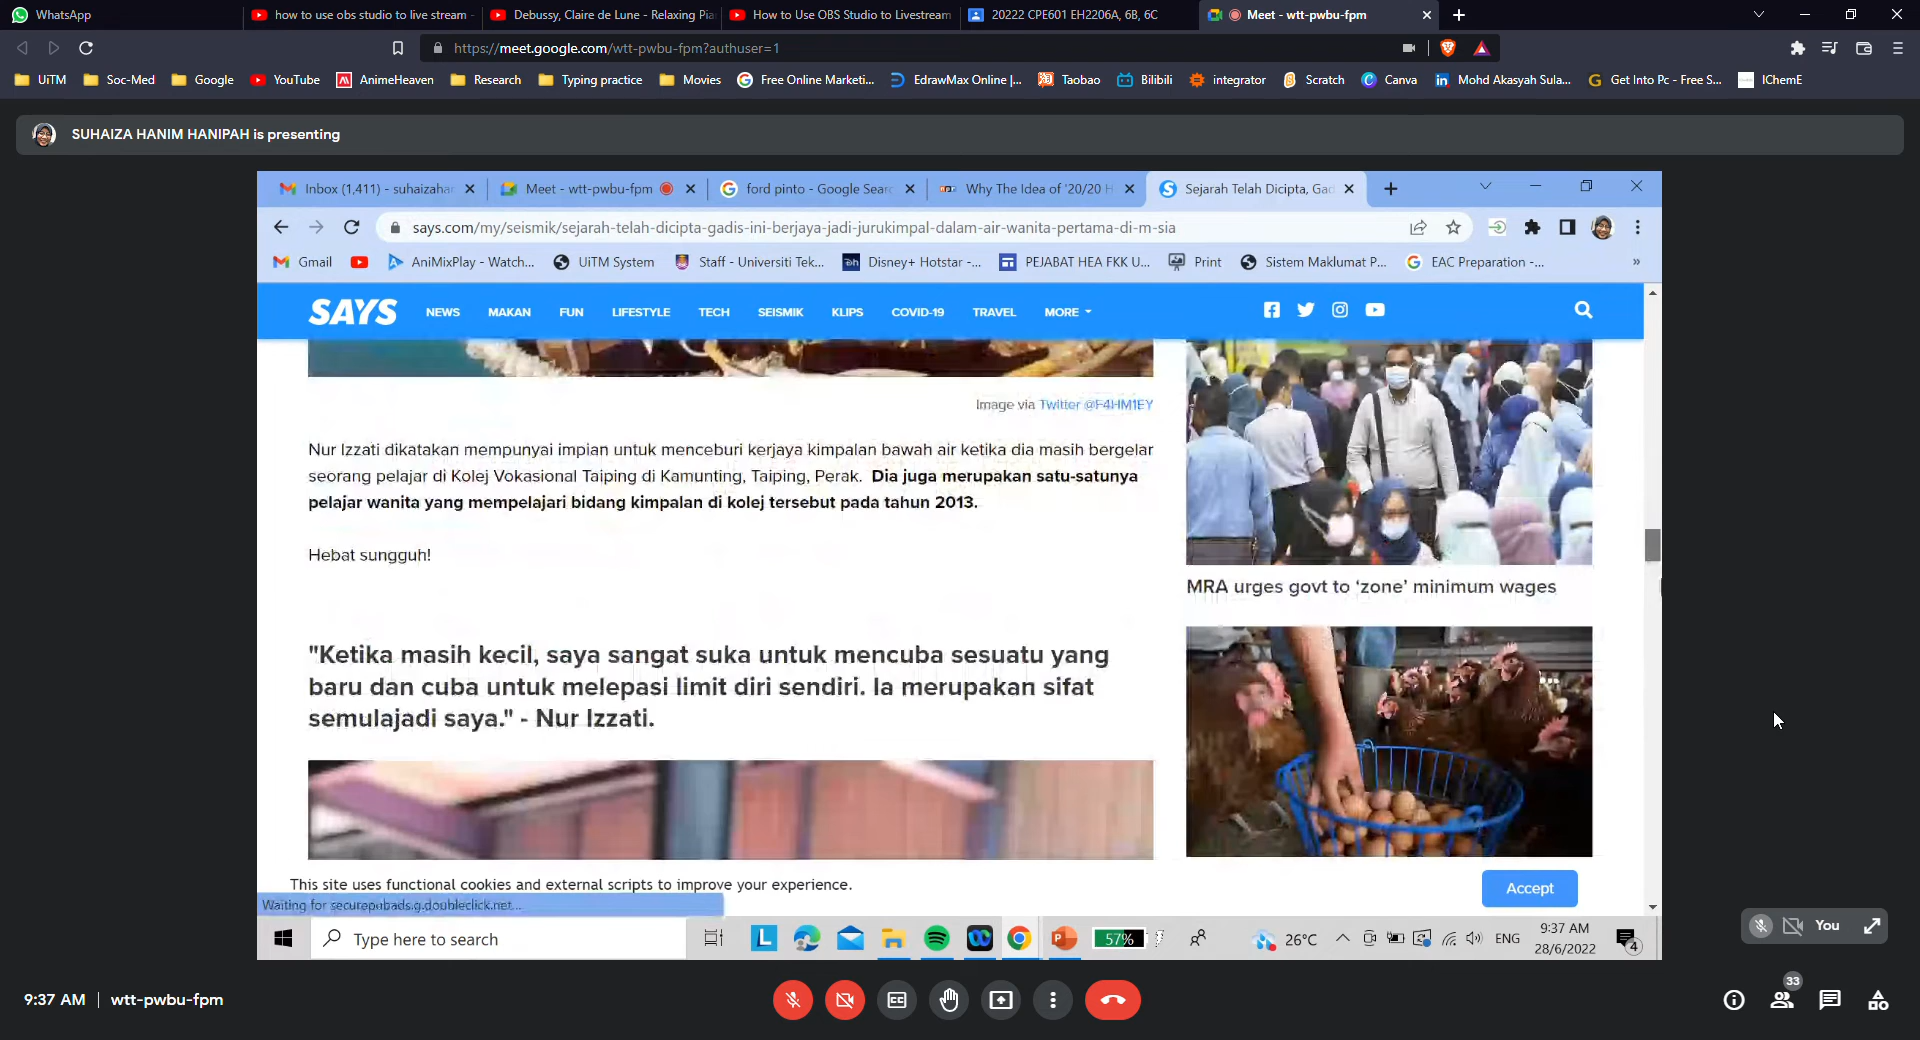 WhatsApp
how to use obs studio to live stream -
Debussy, Claire de Lune - Relaxing Pia
How to Use OBS Studio to Livestream
20222 CPE601 EH2206A, 6B, 6C
Meet - wtt-pwbu-fpm
https://meet.google.com/wtt-pwbu-fpm?authuser=1
UiTM
Soc-Med
Google
YouTube
AnimeHeaven
Research
Typing practice
Movies
Free Online Marketi...
EdrawMax Online |...
Taobao
Bilibili
integrator
Scratch
Canva
Mohd Akasyah Sula...
Get Into Pc - Free S...
IChemE
SUHAIZA HANIM HANIPAH is presenting
Inbox (1,411) - suhaizaha
Meet - wtt-pwbu-fpm
ford pinto - Google Searc
Why The Idea of '20/20 H
Sejarah Telah Dicipta, Gad
says.com/my/seismik/sejarah-telah-dicipta-gadis-ini-berjaya-jadi-jurukimpal-dalam-air-wanita-pertama-di-m-sia
Gmail
AniMixPlay - Watch...
UiTM System
Staff - Universiti Tek...
Disney+ Hotstar -...
PEJABAT HEA FKK U...
Print
Sistem Maklumat P...
EAC Preparation -...
»
SAYS
NEWS
MAKAN
FUN
LIFESTYLE
TECH
SEISMIK
KLIPS
COVID-19
TRAVEL
MORE
Image via Twitter @F4HM1EY
Nur Izzati dikatakan mempunyai impian untuk menceburi kerjaya kimpalan bawah air ketika dia masih bergelar
seorang pelajar di Kolej Vokasional Taiping di Kamunting, Taiping, Perak. Dia juga merupakan satu-satunya
pelajar wanita yang mempelajari bidang kimpalan di kolej tersebut pada tahun 2013.
Hebat sungguh!
"Ketika masih kecil, saya sangat suka untuk mencuba sesuatu yang
baru dan cuba untuk melepasi limit diri sendiri. Ia merupakan sifat
semulajadi saya." - Nur Izzati.
MRA urges govt to ‘zone’ minimum wages
This site uses functional cookies and external scripts to improve your experience.
Accept
Waiting for securepubads.g.doubleclick.net...
Type here to search
L
57%
26°C
ENG
9:37 AM
28/6/2022
4
You
9:37 AM | wtt-pwbu-fpm
33